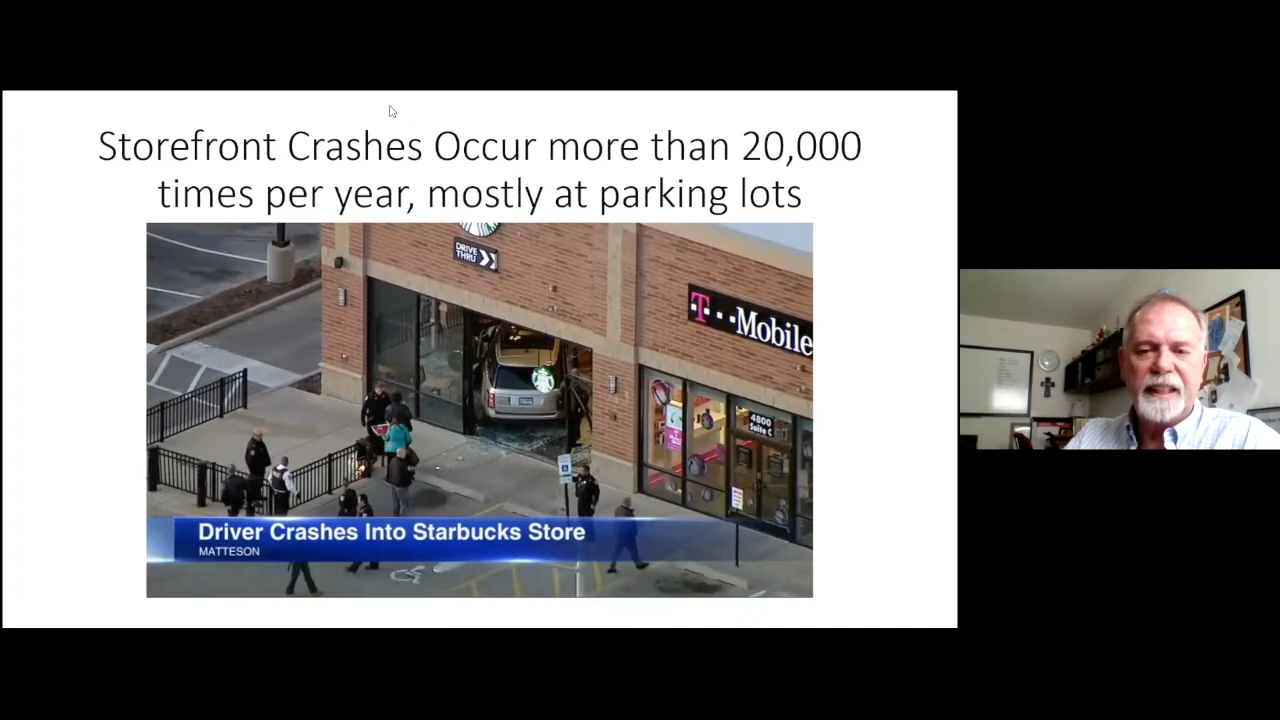 Storefront Crashes Occur more than 20,000
times per year, mostly at parking lots
DRIVE
THRU
T-Mobile
4800
Suite C
Driver Crashes Into Starbucks Store
MATTESON